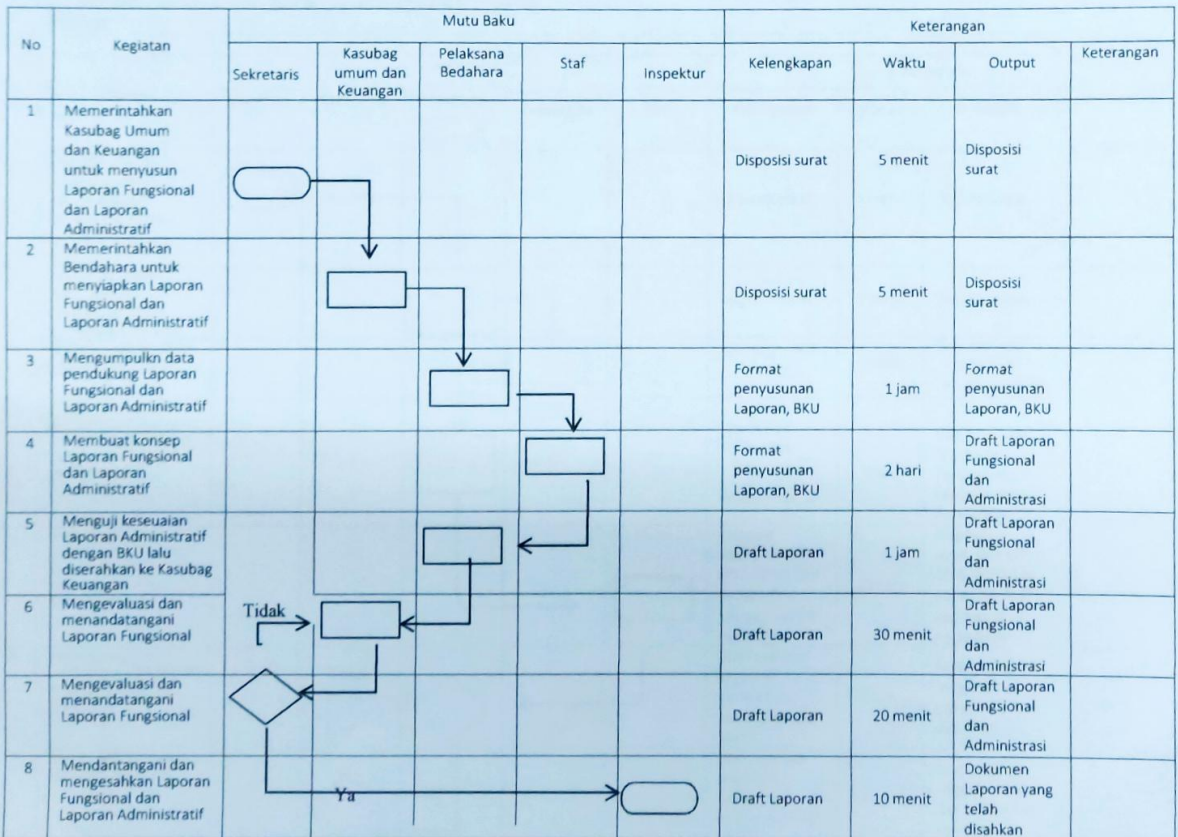 Mutu Baku
Keterangan
No
Kegiatan
Sekretaris
Kasubag
umum dan
Keuangan
Pelaksana
Bedahara
Staf
Inspektur
Kelengkapan
Waktu
Output
Keterangan
1
Memerintahkan
Kasubag Umum
dan Keuangan
untuk menyusun
Laporan Fungsional
dan Laporan
Administratif
Disposisi surat
5 menit
Disposisi
surat
2
Memerintahkan
Bendahara untuk
menyiapkan Laporan
Fungsional dan
Laporan Administratif
Disposisi surat
5 menit
Disposisi
surat
3
Mengumpulkn data
pendukung Laporan
Fungsional dan
Laporan Administratif
Format
penyusunan
Laporan, BKU
1 jam
Format
penyusunan
Laporan, BKU
4
Membuat konsep
Laporan Fungsional
dan Laporan
Administratif
Format
penyusunan
Laporan, BKU
2 hari
Draft Laporan
Fungsional
dan
Administrasi
5
Menguji keseuaian
Laporan Administratif
dengan BKU lalu
diserahkan ke Kasubag
Keuangan
Draft Laporan
1 jam
Draft Laporan
Fungsional
dan
Administrasi
6
Mengevaluasi dan
menandatangani
Laporan Fungsional
Tidak
Draft Laporan
30 menit
Draft Laporan
Fungsional
dan
Administrasi
7
Mengevaluasi dan
menandatangani
Laporan Fungsional
Draft Laporan
20 menit
Draft Laporan
Fungsional
dan
Administrasi
8
Mendantangani dan
mengesahkan Laporan
Fungsional dan
Laporan Administratif
Ya
Draft Laporan
10 menit
Dokumen
Laporan yang
telah
disahkan